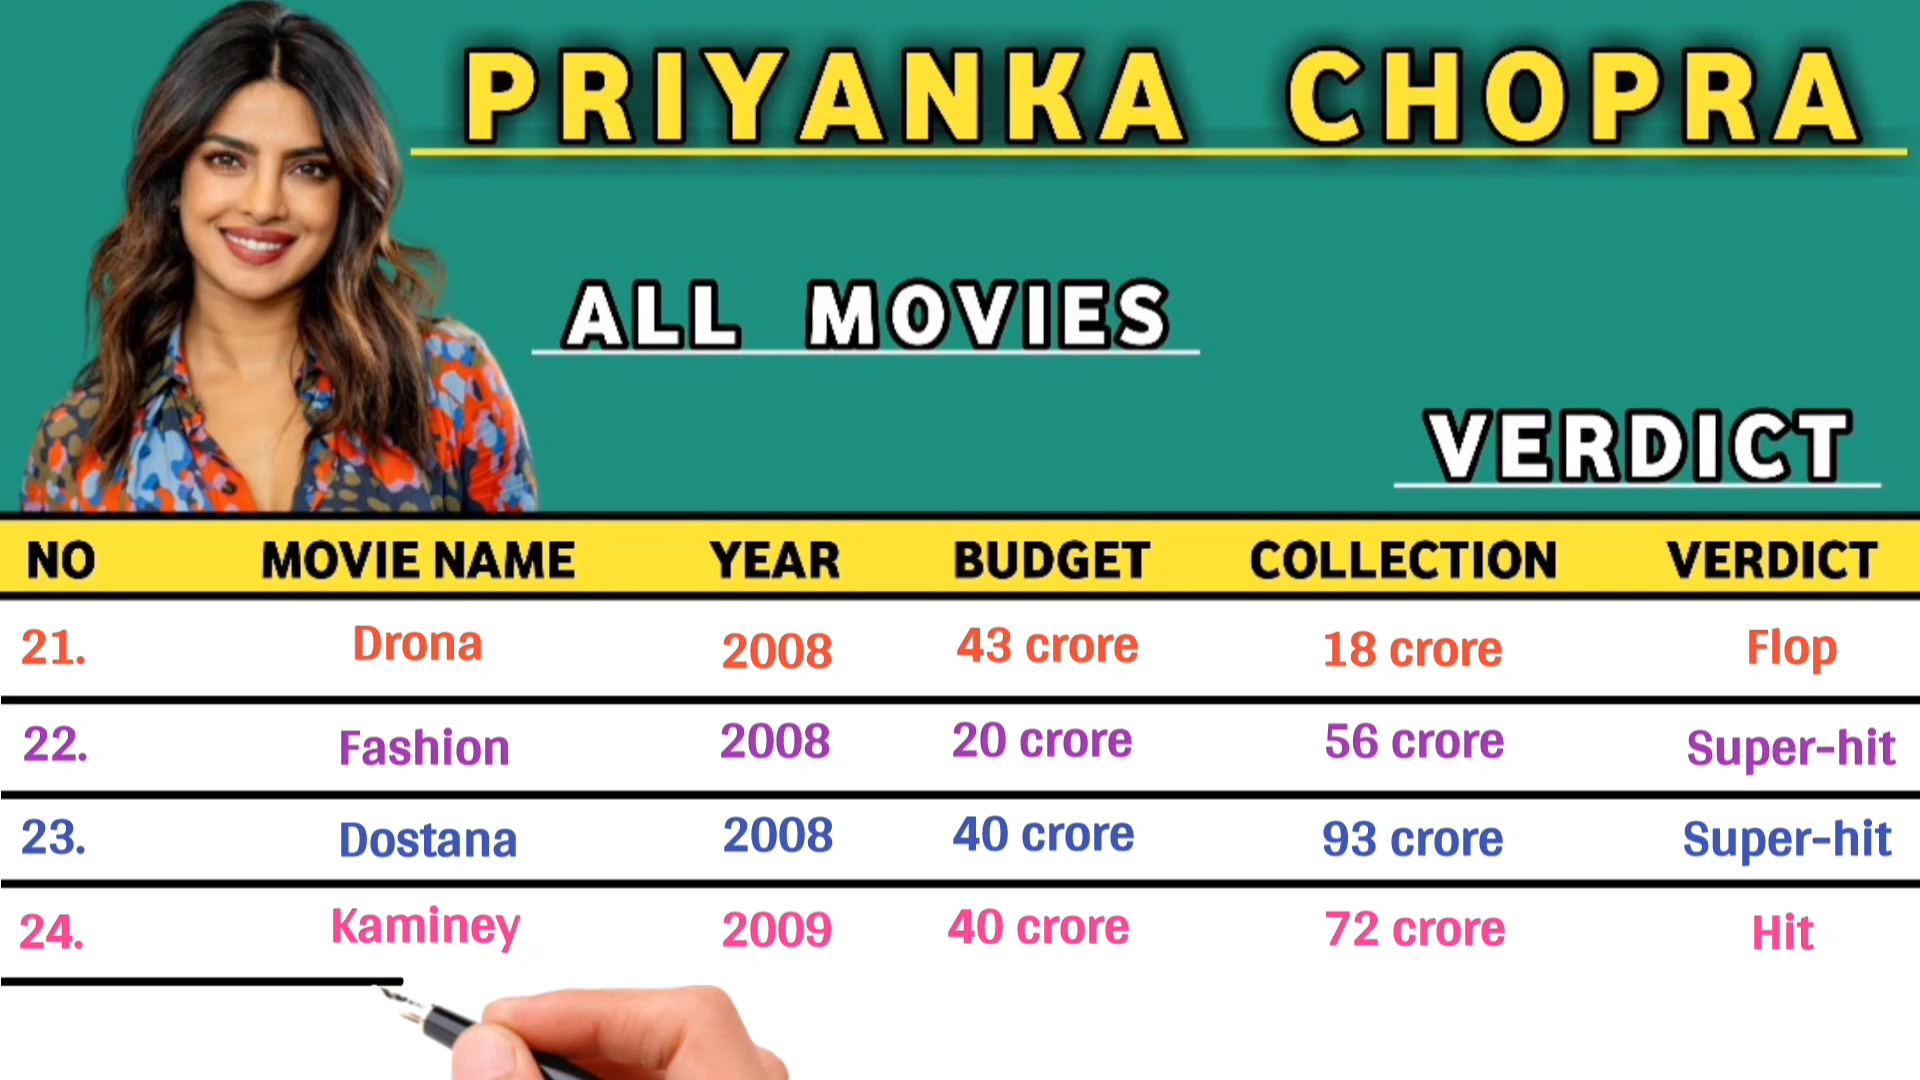 PRIYANKA CHOPRA
ALL MOVIES
VERDICT
NO MOVIE NAME YEAR BUDGET COLLECTION VERDICT
21. Drona 2008 43 crore 18 crore Flop
22. Fashion 2008 20 crore 56 crore Super-hit
23. Dostana 2008 40 crore 93 crore Super-hit
24. Kaminey 2009 40 crore 72 crore Hit